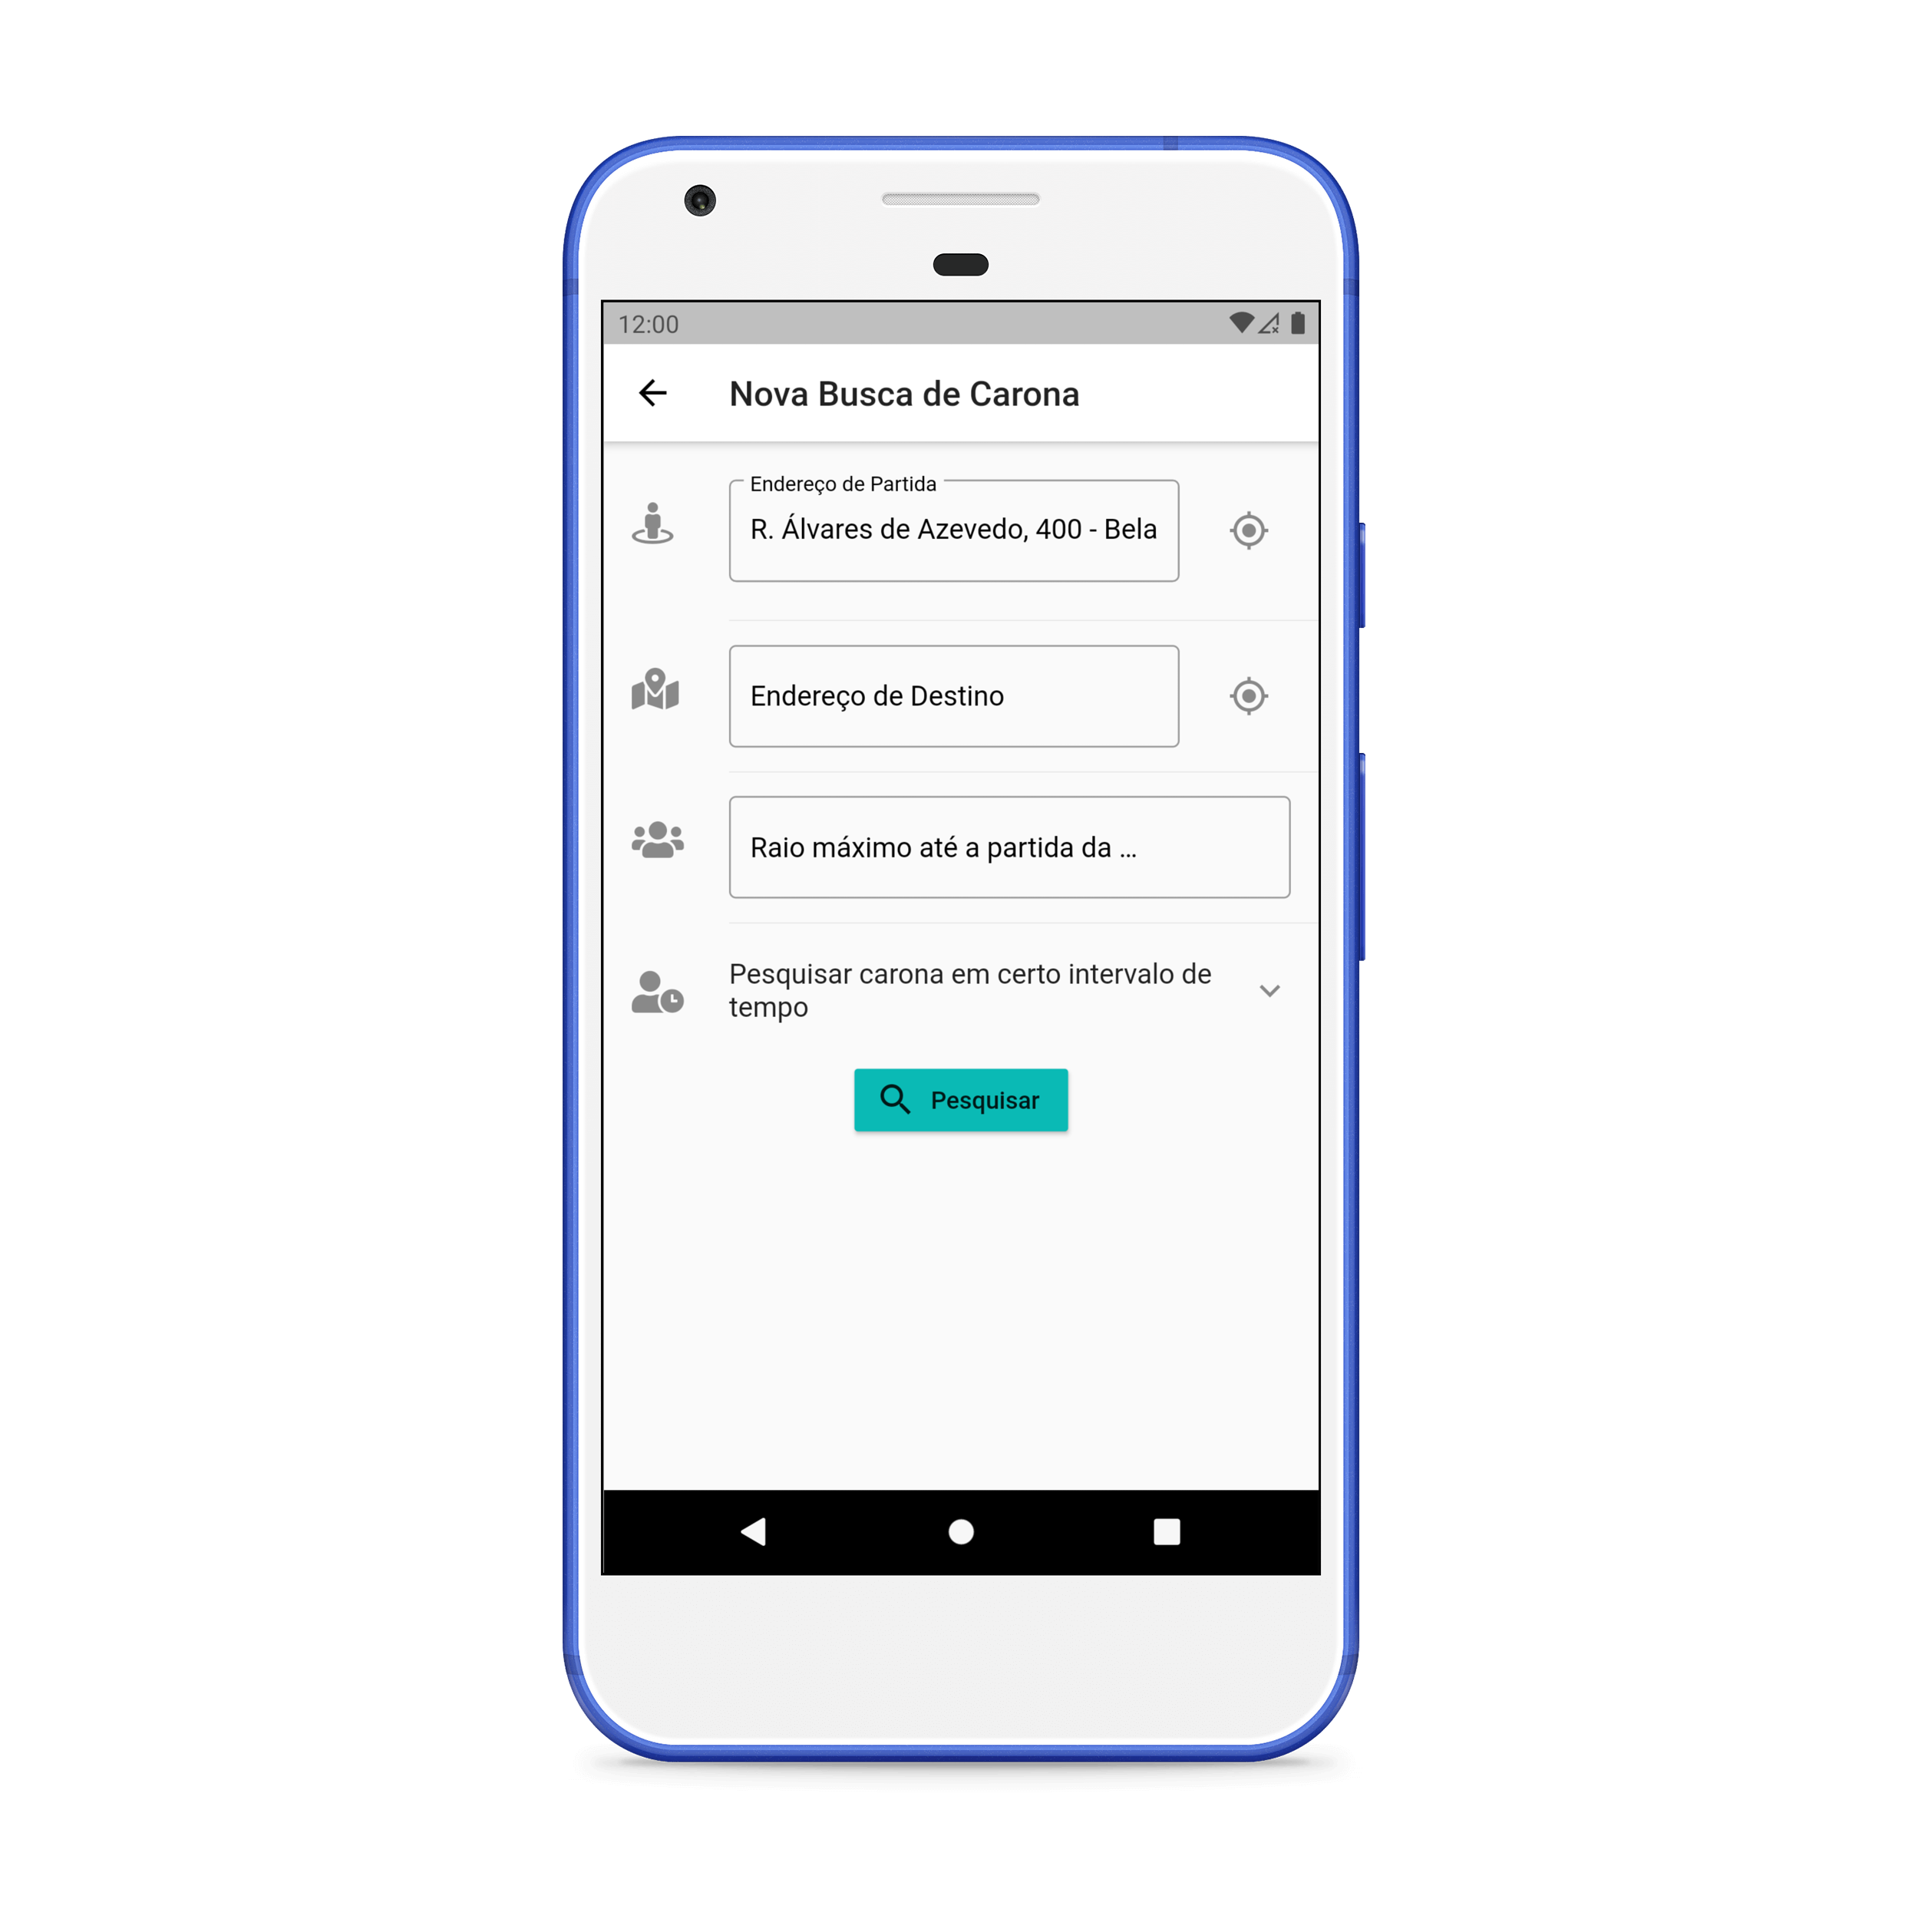 12:00
Nova Busca de Carona
Endereço de Partida
R. Álvares de Azevedo, 400 - Bela
Endereço de Destino
Raio máximo até a partida da ...
Pesquisar carona em certo intervalo de
tempo
Pesquisar